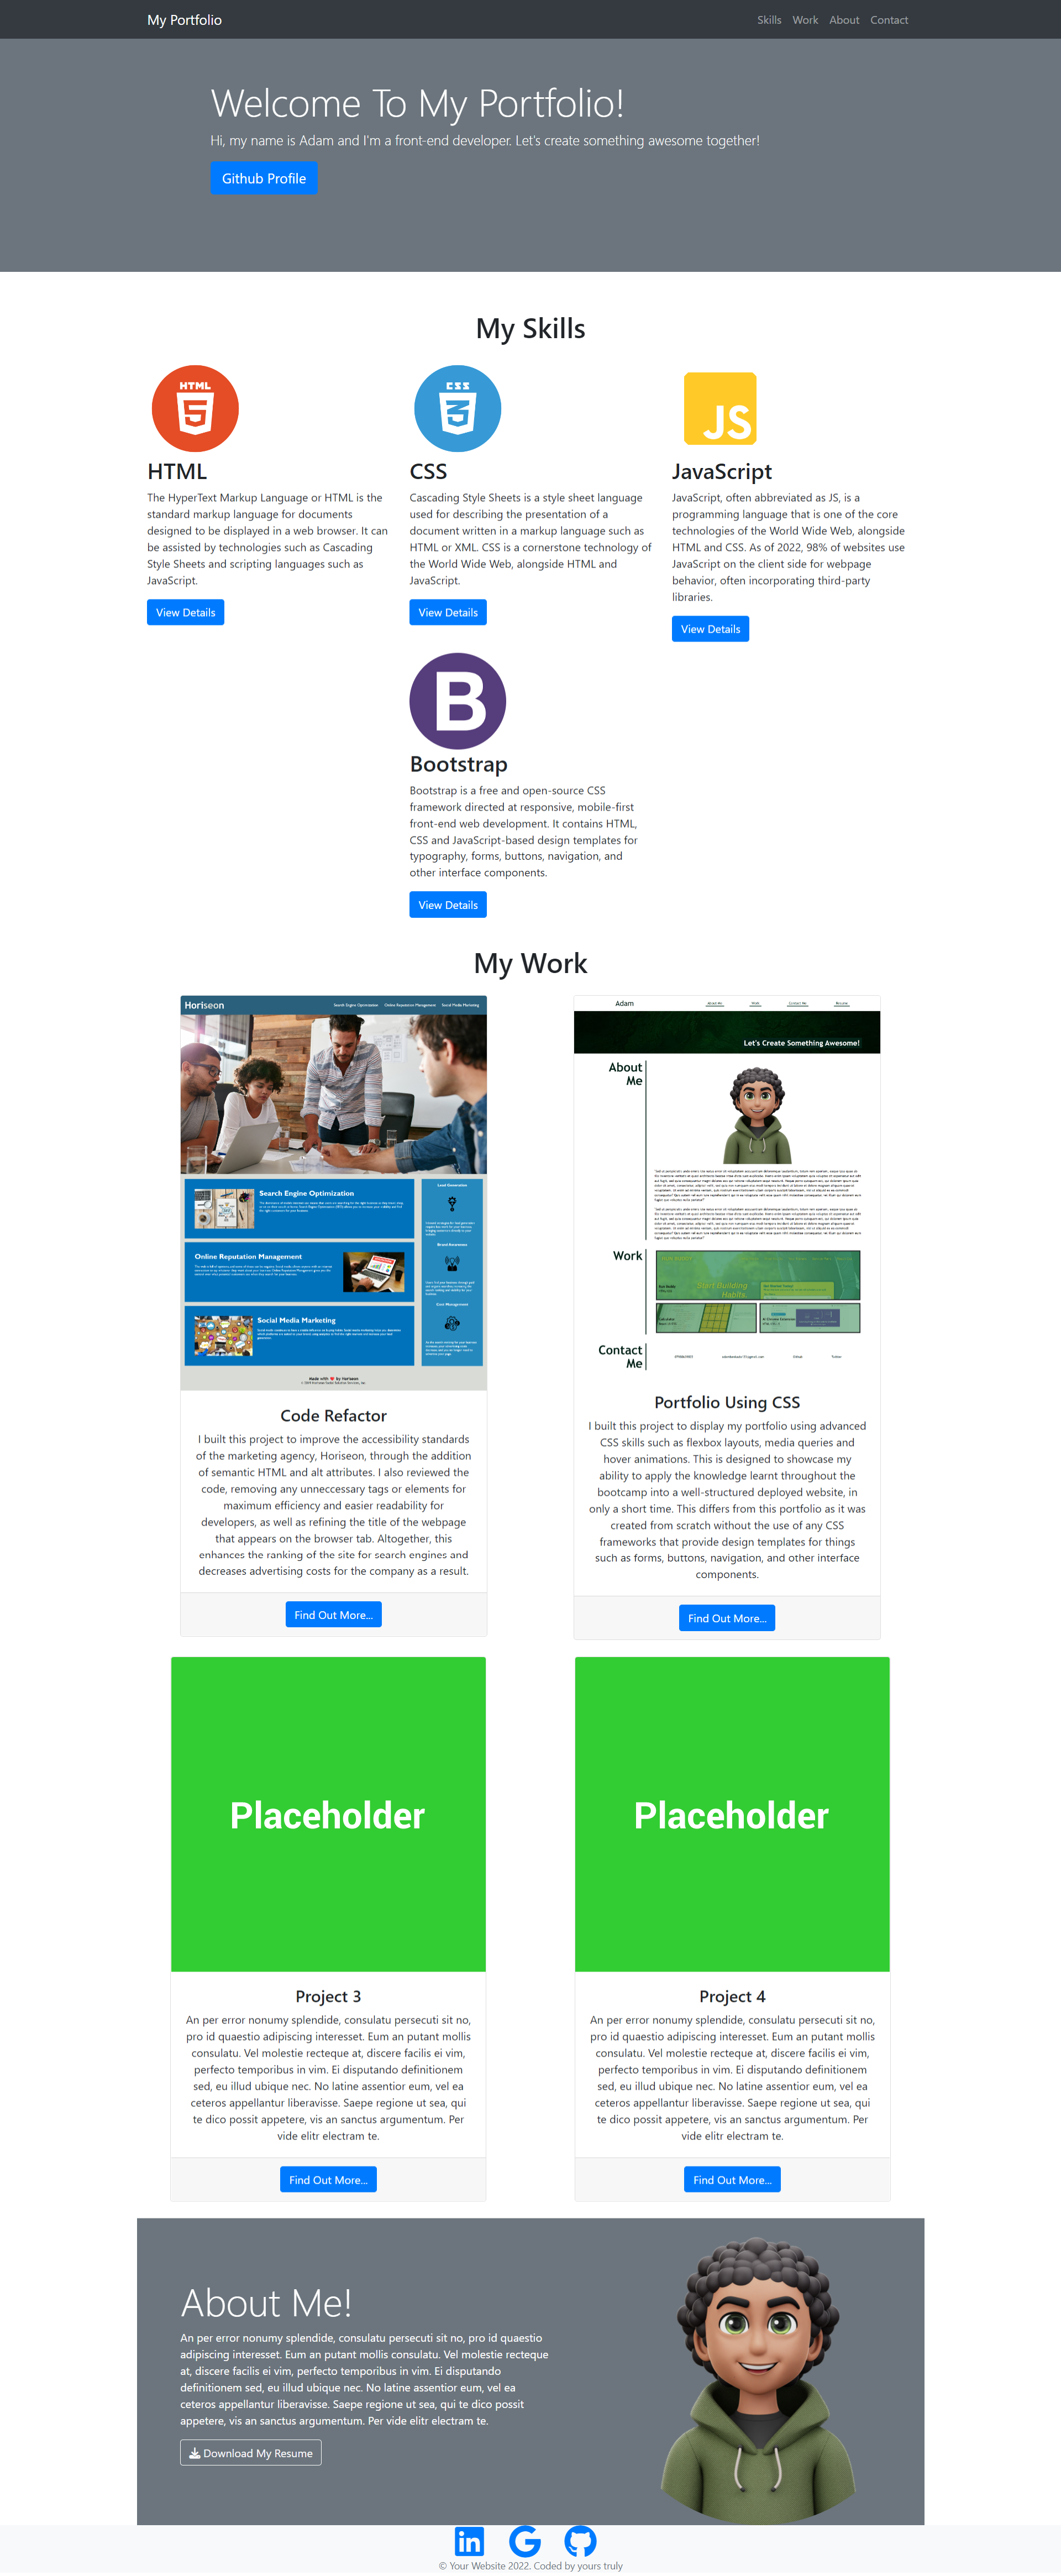 My Portfolio
Skills Work About Contact
Welcome To My Portfolio!
Hi, my name is Adam and I'm a front-end developer. Let's create something awesome together!
Github Profile
My Skills
HTML
5
CSS
3
JS
HTML
The HyperText Markup Language or HTML is the
standard markup language for documents
designed to be displayed in a web browser. It can
be assisted by technologies such as Cascading
Style Sheets and scripting languages such as
JavaScript.
View Details
CSS
Cascading Style Sheets is a style sheet language
used for describing the presentation of a
document written in a markup language such as
HTML or XML. CSS is a cornerstone technology of
the World Wide Web, alongside HTML and
JavaScript.
View Details
JavaScript
JavaScript, often abbreviated as JS, is a
programming language that is one of the core
technologies of the World Wide Web, alongside
HTML and CSS. As of 2022, 98% of websites use
JavaScript on the client side for webpage
behavior, often incorporating third-party
libraries.
View Details
B
Bootstrap
Bootstrap is a free and open-source CSS
framework directed at responsive, mobile-first
front-end web development. It contains HTML,
CSS and JavaScript-based design templates for
typography, forms, buttons, navigation, and
other interface components.
View Details
My Work
Horiseon
Search Engine Optimization Online Reputation Management Social Media Marketing
Search Engine Optimization
Online Reputation Management
Social Media Marketing
Lead Generation
Brand Awareness
Cost Management
Made with ❤ by Horiseon
Code Refactor
I built this project to improve the accessibility standards
of the marketing agency, Horiseon, through the addition
of semantic HTML and alt attributes. I also reviewed the
code, removing any unneccessary tags or elements for
maximum efficiency and easier readability for
developers, as well as refining the title of the webpage
that appears on the browser tab. Altogether, this
enhances the ranking of the site for search engines and
decreases advertising costs for the company as a result.
Find Out More...
Adam
About Me Work Contact Me Resume
Let's Create Something Awesome!
About
Me
Work
Start Building
Habits.
Contact
Me
Portfolio Using CSS
I built this project to display my portfolio using advanced
CSS skills such as flexbox layouts, media queries and
hover animations. This is designed to showcase my
ability to apply the knowledge learnt throughout the
bootcamp into a well-structured deployed website, in
only a short time. This differs from this portfolio as it was
created from scratch without the use of any CSS
frameworks that provide design templates for things
such as forms, buttons, navigation, and other interface
components.
Find Out More...
Placeholder
Project 3
An per error nonumy splendide, consulatu persecuti sit no,
pro id quaestio adipiscing interesset. Eum an putant mollis
consulatu. Vel molestie recteque at, discere facilis ei vim,
perfecto temporibus in vim. Ei disputando definitionem
sed, eu illud ubique nec. No latine assentior eum, vel ea
ceteros appellantur liberavisse. Saepe regione ut sea, qui
te dico possit appetere, vis an sanctus argumentum. Per
vide elitr electram te.
Find Out More...
Placeholder
Project 4
An per error nonumy splendide, consulatu persecuti sit no,
pro id quaestio adipiscing interesset. Eum an putant mollis
consulatu. Vel molestie recteque at, discere facilis ei vim,
perfecto temporibus in vim. Ei disputando definitionem
sed, eu illud ubique nec. No latine assentior eum, vel ea
ceteros appellantur liberavisse. Saepe regione ut sea, qui
te dico possit appetere, vis an sanctus argumentum. Per
vide elitr electram te.
Find Out More...
About Me!
An per error nonumy splendide, consulatu persecuti sit no, pro id quaestio
adipiscing interesset. Eum an putant mollis consulatu. Vel molestie recteque
at, discere facilis ei vim, perfecto temporibus in vim. Ei disputando
definitionem sed, eu illud ubique nec. No latine assentior eum, vel ea
ceteros appellantur liberavisse. Saepe regione ut sea, qui te dico possit
appetere, vis an sanctus argumentum. Per vide elitr electram te.
Download My Resume
in G
© Your Website 2022. Coded by yours truly